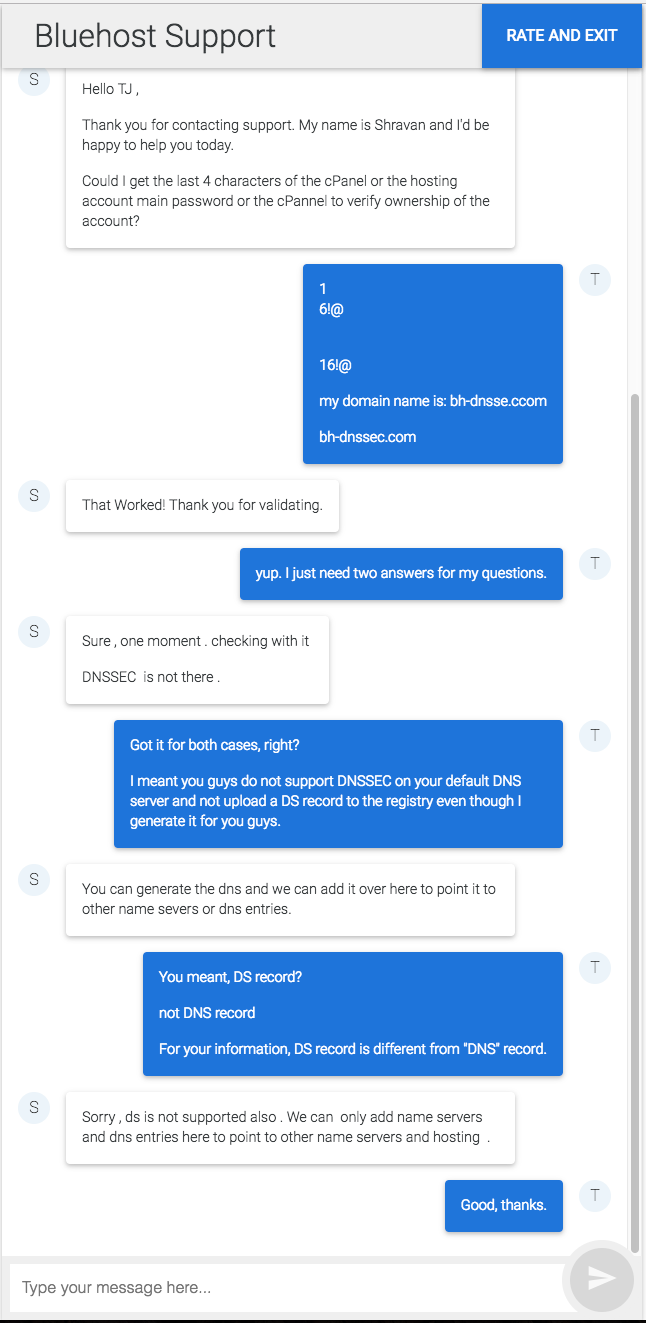 Bluehost Support
RATE AND EXIT
S
Hello TJ ,
Thank you for contacting support. My name is Shravan and I'd be
happy to help you today.
Could I get the last 4 characters of the cPanel or the hosting
account main password or the cPannel to verify ownership of the
account?
T
1
6!@
16!@
my domain name is: bh-dnsse.ccom
bh-dnssec.com
S
That Worked! Thank you for validating.
T
yup. I just need two answers for my questions.
S
Sure , one moment . checking with it
DNSSEC  is not there .
T
Got it for both cases, right?
I meant you guys do not support DNSSEC on your default DNS
server and not upload a DS record to the registry even though I
generate it for you guys.
S
You can generate the dns and we can add it over here to point it to
other name severs or dns entries.
T
You meant, DS record?
not DNS record
For your information, DS record is different from "DNS" record.
S
Sorry , ds is not supported also . We can  only add name servers
and dns entries here to point to other name servers and hosting  .
T
Good, thanks.
Type your message here...